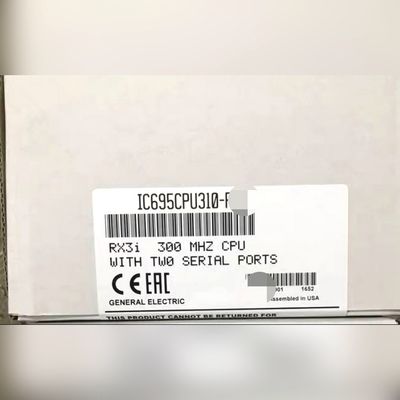 IC695CPU310-
RX3i 300 MHZ CPU
WITH TWO SERIAL PORTS
CE EAC
GENERAL ELECTRIC
001 1652
Assembled in USA
THIS PRODUCT CANNOT BE RETURNED FOR